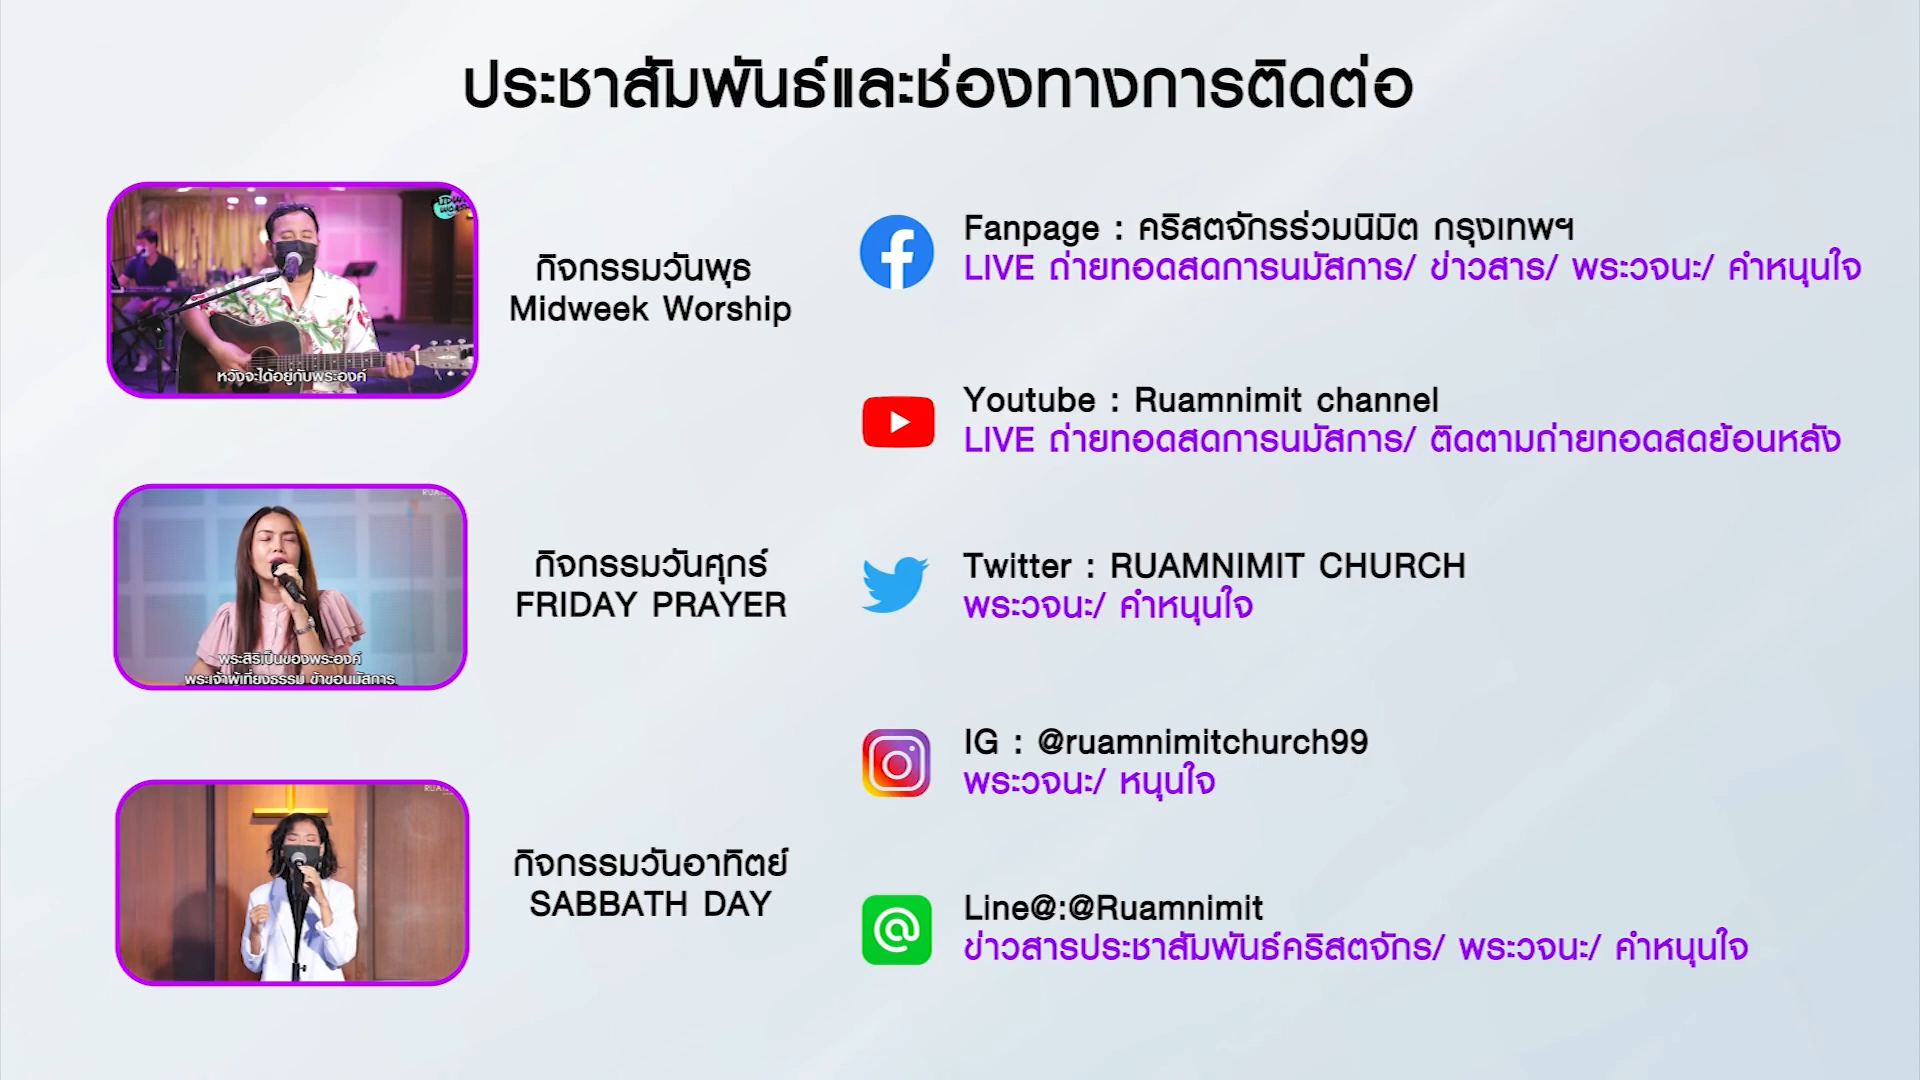 ประชาสัมพันธ์และช่องทางการติดต่อ
หวังจะได้อยู่กับพระองค์
กิจกรรมวันพุธ
Midweek Worship
พระสิริเป็นของพระองค์
พระเจ้าผู้เที่ยงธรรม ข้าขอนมัสการ
กิจกรรมวันศุกร์
FRIDAY PRAYER
กิจกรรมวันอาทิตย์
SABBATH DAY
Fanpage : คริสตจักรร่วมนิมิต กรุงเทพฯ
LIVE ถ่ายทอดสดการนมัสการ/ ข่าวสาร/ พระวจนะ/ คำหนุนใจ
Youtube : Ruamnimit channel
LIVE ถ่ายทอดสดการนมัสการ/ ติดตามถ่ายทอดสดย้อนหลัง
Twitter : RUAMNIMIT CHURCH
พระวจนะ/ คำหนุนใจ
IG : @ruamnimitchurch99
พระวจนะ/ หนุนใจ
Line@:@Ruamnimit
ข่าวสารประชาสัมพันธ์คริสตจักร/ พระวจนะ/ คำหนุนใจ